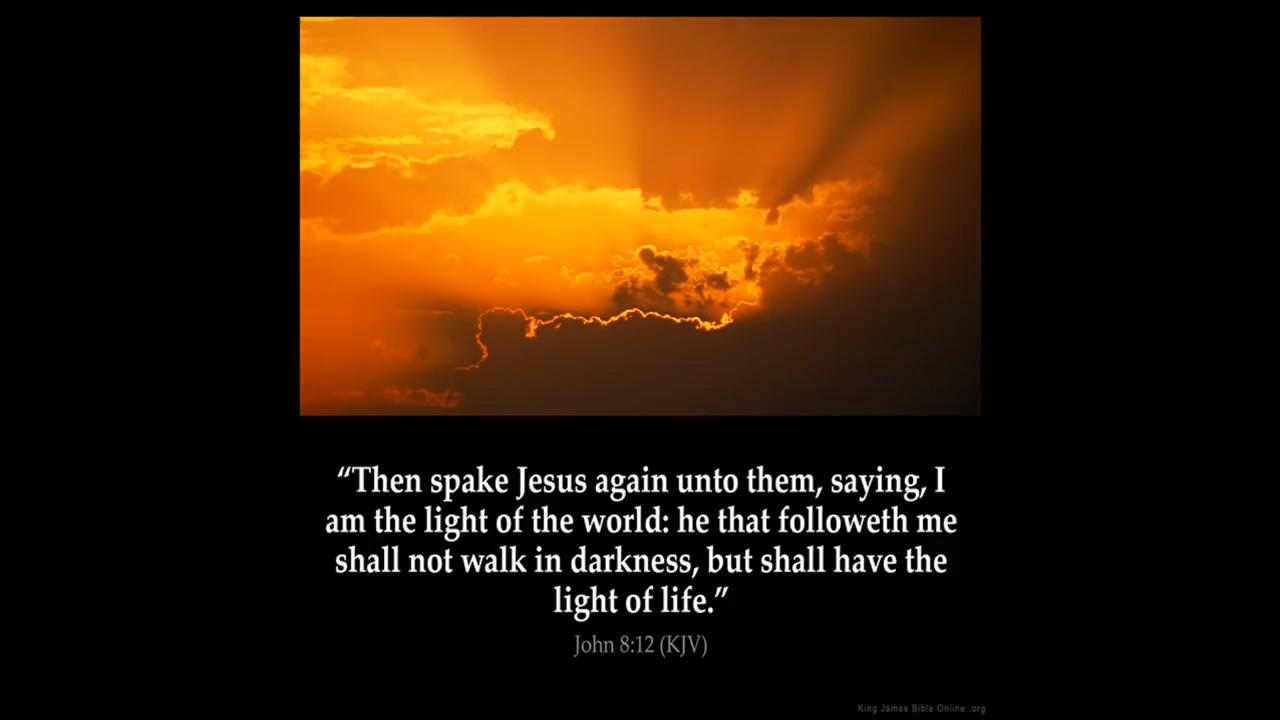 “Then spake Jesus again unto them, saying, I
am the light of the world: he that followeth me
shall not walk in darkness, but shall have the
light of life.”
John 8:12 (KJV)
King James Bible Online .org